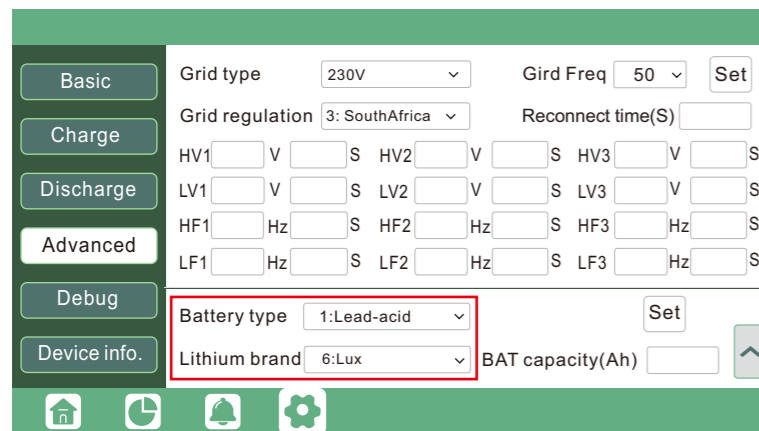 Basic
Charge
Discharge
Advanced
Debug
Device info.
Grid type 230V Gird Freq 50 Set
Grid regulation 3: SouthAfrica Reconnect time(S)
HV1 V S HV2 V S HV3 V S
LV1 V S LV2 V S LV3 V S
HF1 Hz S HF2 Hz S HF3 Hz S
LF1 Hz S LF2 Hz S LF3 Hz S
Battery type 1:Lead-acid Set
Lithium brand 6:Lux BAT capacity(Ah)